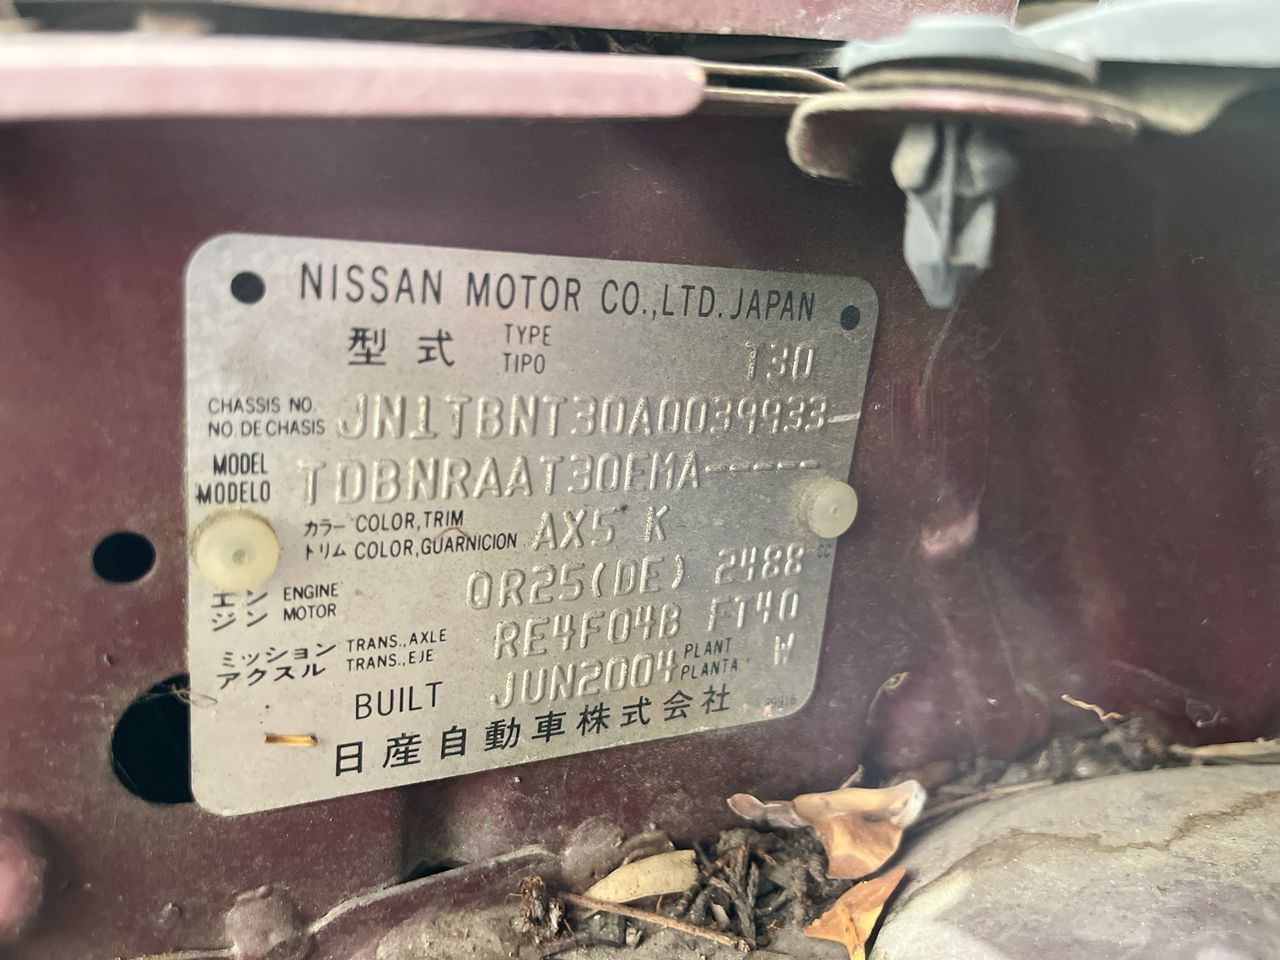 NISSAN MOTOR CO.,LTD. JAPAN
型式 TYPE TIPO T30
CHASSIS NO. NO. DE CHASIS JN1TBNT30A0039933
MODEL MODELO TDBNRAAT30EMA-----
カラー COLOR,TRIM トリム COLOR,GUARNICION AX5 K
エンジン ENGINE MOTOR QR25(DE) 2488 CC
ミッション TRANS.,AXLE アクスル TRANS.,EJE RE4F04B FT40
BUILT JUN2004 PLANT PLANTA W
日産自動車株式会社